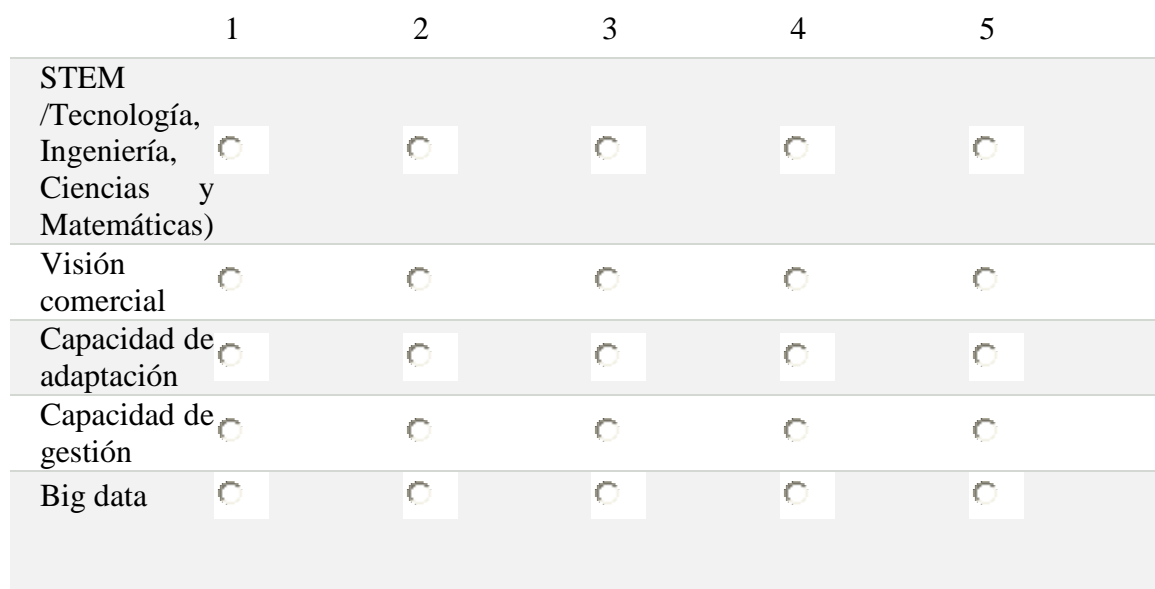 1 2 3 4 5
STEM
/Tecnología,
Ingeniería,
Ciencias y
Matemáticas)
Visión
comercial
Capacidad de
adaptación
Capacidad de
gestión
Big data